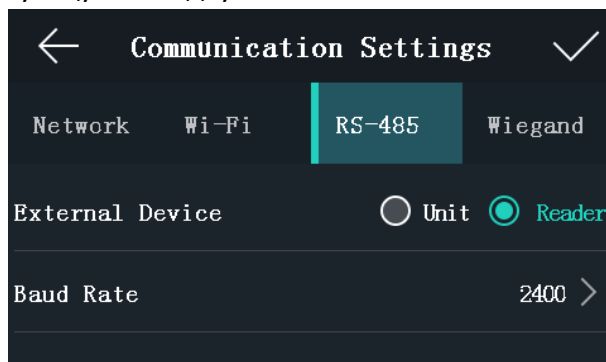 Communication Settings
Network Wi-Fi RS-485 Wiegand
External Device Unit Reader
Baud Rate 2400